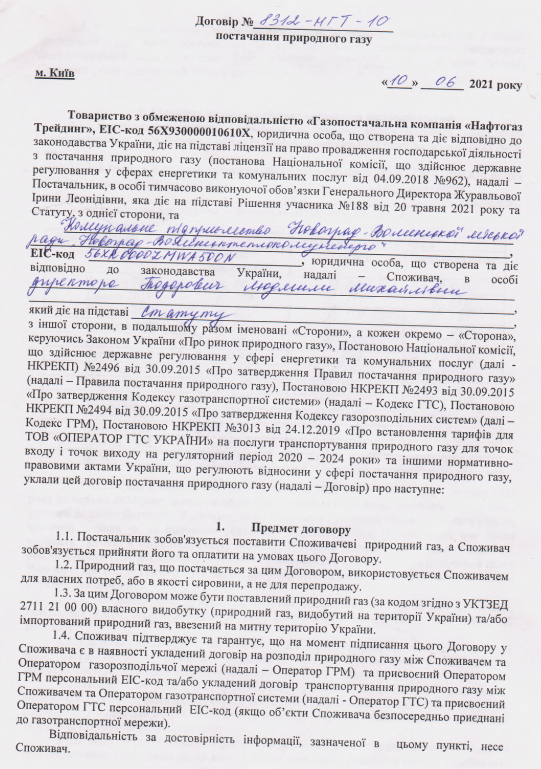 Договір № 8312-НГТ-10
постачання природного газу
м. Київ
«10» 06 2021 року
Товариство з обмеженою відповідальністю «Газопостачальна компанія «Нафтогаз
Трейдинг», ЕІС-код 56X930000010610X, юридична особа, що створена та діє відповідно до
законодавства України, діє на підставі ліцензії на право провадження господарської діяльності
з постачання природного газу (постанова Національної комісії, що здійснює державне
регулювання у сферах енергетики та комунальних послуг від 04.09.2018 №962), надалі –
Постачальник, в особі тимчасово виконуючої обов’язки Генерального Директора Журавльової
Ірини Леонідівни, яка діє на підставі Рішення учасника №188 від 20 травня 2021 року та
Статуту, з однієї сторони, та
"Комунальне підприємство Новоград-Волинської міської
ради "Новоград-Волинськтеплокомуненерго"
ЕІС-код , юридична особа, що створена та діє
відповідно до законодавства України, надалі – Споживач, в особі
директора Тодорович Людмили Михайлівни
який діє на підставі Статуту ,
з іншої сторони, в подальшому разом іменовані «Сторони», а кожен окремо – «Сторона»,
керуючись Законом України «Про ринок природного газу», Постановою Національної комісії,
що здійснює державне регулювання у сфері енергетики та комунальних послуг (далі -
НКРЕКП) №2496 від 30.09.2015 «Про затвердження Правил постачання природного газу»
(надалі – Правила постачання природного газу), Постановою НКРЕКП №2493 від 30.09.2015
«Про затвердження Кодексу газотранспортної системи» (надалі – Кодекс ГТС), Постановою
НКРЕКП №2494 від 30.09.2015 «Про затвердження Кодексу газорозподільних систем» (далі –
Кодекс ГРМ), Постановою НКРЕКП №3013 від 24.12.2019 «Про встановлення тарифів для
ТОВ «ОПЕРАТОР ГТС УКРАЇНИ» на послуги транспортування природного газу для точок
входу і точок виходу на регуляторний період 2020 – 2024 роки» та іншими нормативно-
правовими актами України, що регулюють відносини у сфері постачання природного газу,
уклали цей договір постачання природного газу (надалі – Договір) про наступне:
1. Предмет договору
1.1. Постачальник зобов'язується поставити Споживачеві природний газ, а Споживач
зобов'язується прийняти його та оплатити на умовах цього Договору.
1.2. Природний газ, що постачається за цим Договором, використовується Споживачем
для власних потреб, або в якості сировини, а не для перепродажу.
1.3. За цим Договором може бути поставлений природний газ (за кодом згідно з УКТЗЕД
2711 21 00 00) власного видобутку (природний газ, видобутий на території України) та/або
імпортований природний газ, ввезений на митну територію України.
1.4. Споживач підтверджує та гарантує, що на момент підписання цього Договору у
Споживача є в наявності укладений договір на розподіл природного газу між Споживачем та
Оператором газорозподільчої мережі (надалі – Оператор ГРМ) та присвоєний Оператором
ГРМ персональний ЕІС-код та/або укладений договір транспортування природного газу між
Споживачем та Оператором газотранспортної системи (надалі - Оператор ГТС) та присвоєний
Оператором ГТС персональний ЕІС-код (якщо об’єкти Споживача безпосередньо приєднані
до газотранспортної мережі).
Відповідальність за достовірність інформації, зазначеної в цьому пункті, несе
Споживач.